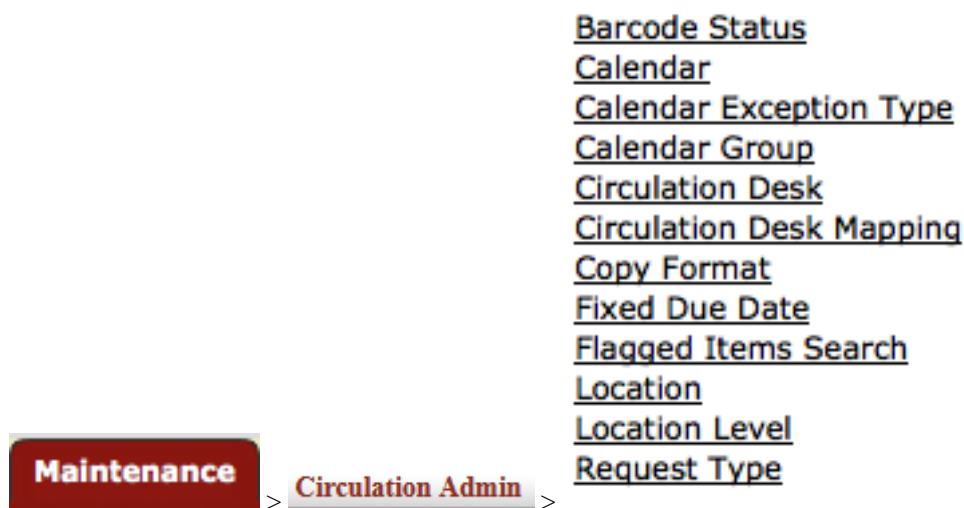 Barcode Status
Calendar
Calendar Exception Type
Calendar Group
Circulation Desk
Circulation Desk Mapping
Copy Format
Fixed Due Date
Flagged Items Search
Location
Location Level
Maintenance > Circulation Admin > Request Type